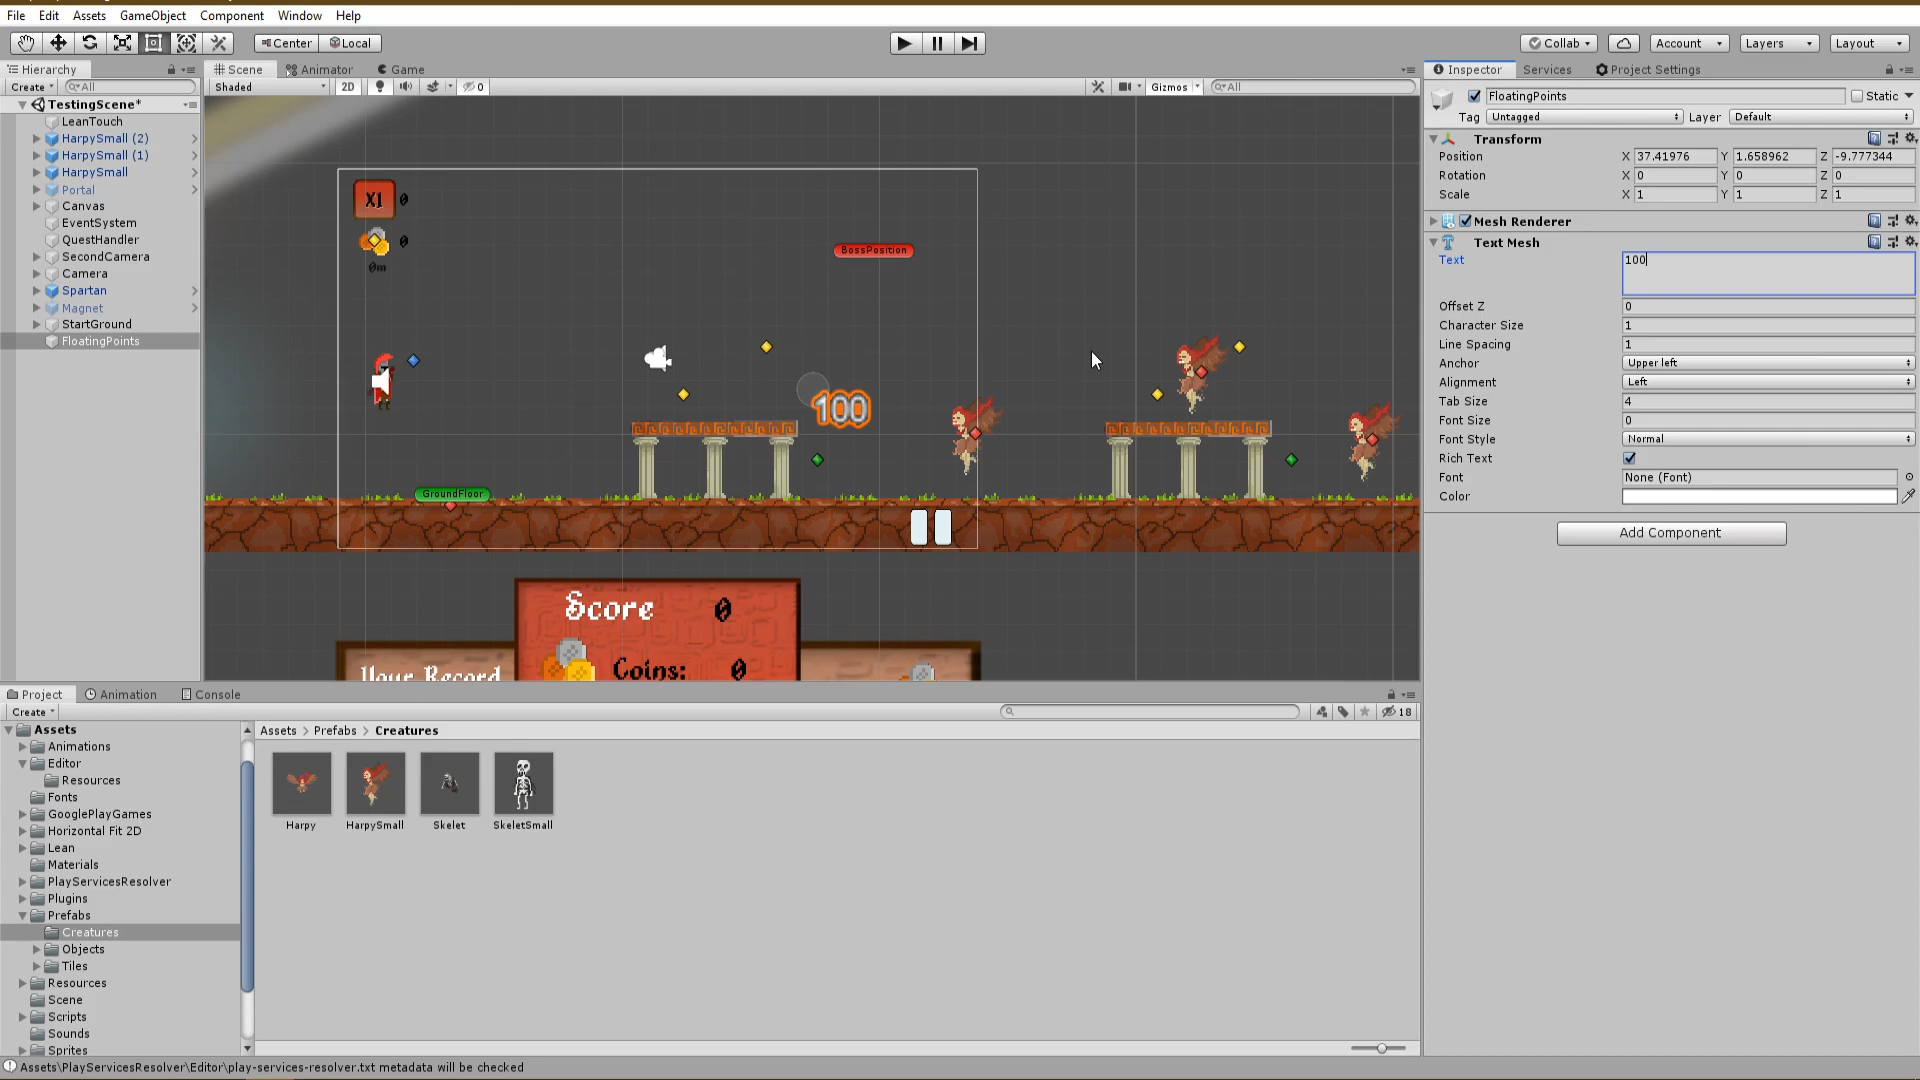 File Edit Assets GameObject Component Window Help
Center Local
Collab Account Layers Layout
Hierarchy
Create All
TestingScene*
LeanTouch
HarpySmall (2)
HarpySmall (1)
HarpySmall
Portal
Canvas
EventSystem
QuestHandler
SecondCamera
Camera
Spartan
Magnet
StartGround
FloatingPoints
Scene Animator Game
Shaded 2D 0 Gizmos All
X1 0
0
0m
BossPosition
100
GroundFloor
Score 0
Coins: 0
Your Record
Inspector Services Project Settings
FloatingPoints Static
Tag Untagged Layer Default
Transform
Position X 37.41976 Y 1.658962 Z -9.777344
Rotation X 0 Y 0 Z 0
Scale X 1 Y 1 Z 1
Mesh Renderer
Text Mesh
Text 100
Offset Z 0
Character Size 1
Line Spacing 1
Anchor Upper left
Alignment Left
Tab Size 4
Font Size 0
Font Style Normal
Rich Text
Font None (Font)
Color
Add Component
Project Animation Console
Create 18
Assets
Animations
Editor
Resources
Fonts
GooglePlayGames
Horizontal Fit 2D
Lean
Materials
PlayServicesResolver
Plugins
Prefabs
Creatures
Objects
Tiles
Resources
Scene
Scripts
Sounds
Sprites
Assets > Prefabs > Creatures
Harpy HarpySmall Skelet SkeletSmall
Assets\PlayServicesResolver\Editor\play-services-resolver.txt metadata will be checked